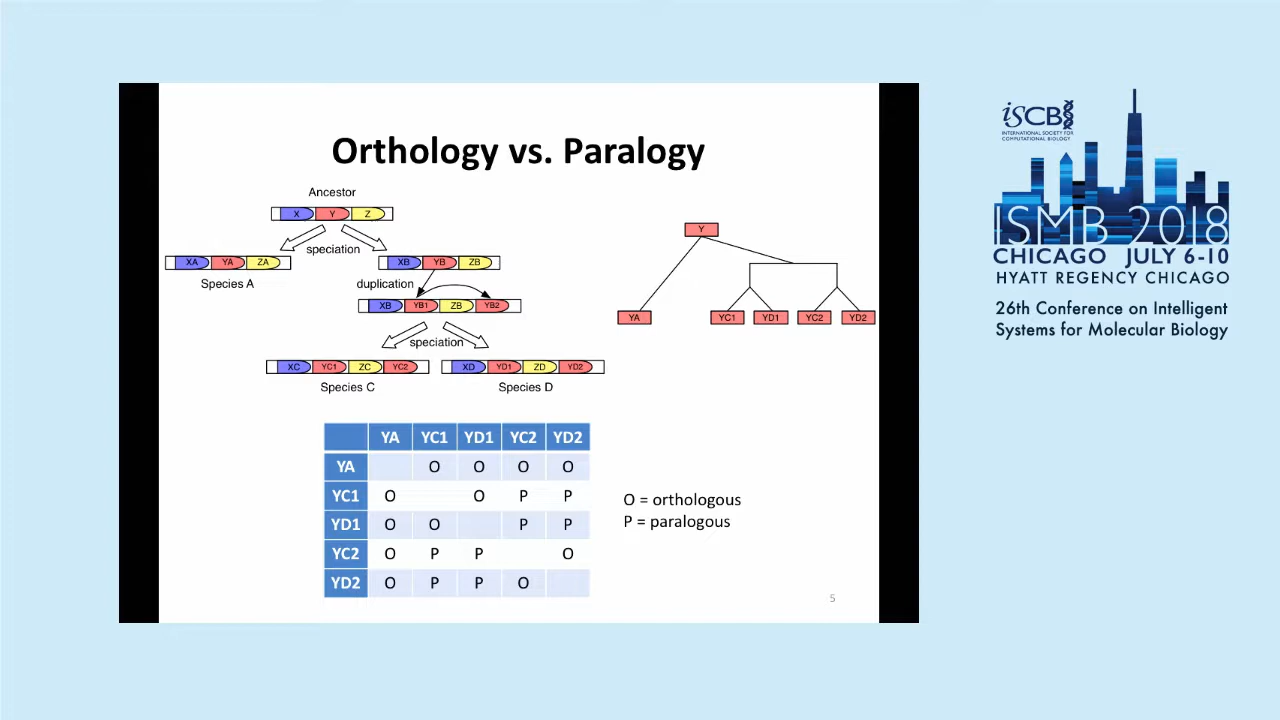 Orthology vs. Paralogy
Ancestor
X Y Z
speciation
XA YA ZA
Species A
XB YB ZB
duplication
XB YB1 ZB YB2
speciation
XC YC1 ZC YC2
Species C
XD YD1 ZD YD2
Species D
Y
YA YC1 YD1 YC2 YD2
YA YC1 YD1 YC2 YD2
YA O O O O
YC1 O O P P
YD1 O O P P
YC2 O P P O
YD2 O P P O
O = orthologous
P = paralogous
5
iSCB
INTERNATIONAL SOCIETY FOR
COMPUTATIONAL BIOLOGY
ISMB 2018
CHICAGO JULY 6-10
HYATT REGENCY CHICAGO
26th Conference on Intelligent
Systems for Molecular Biology